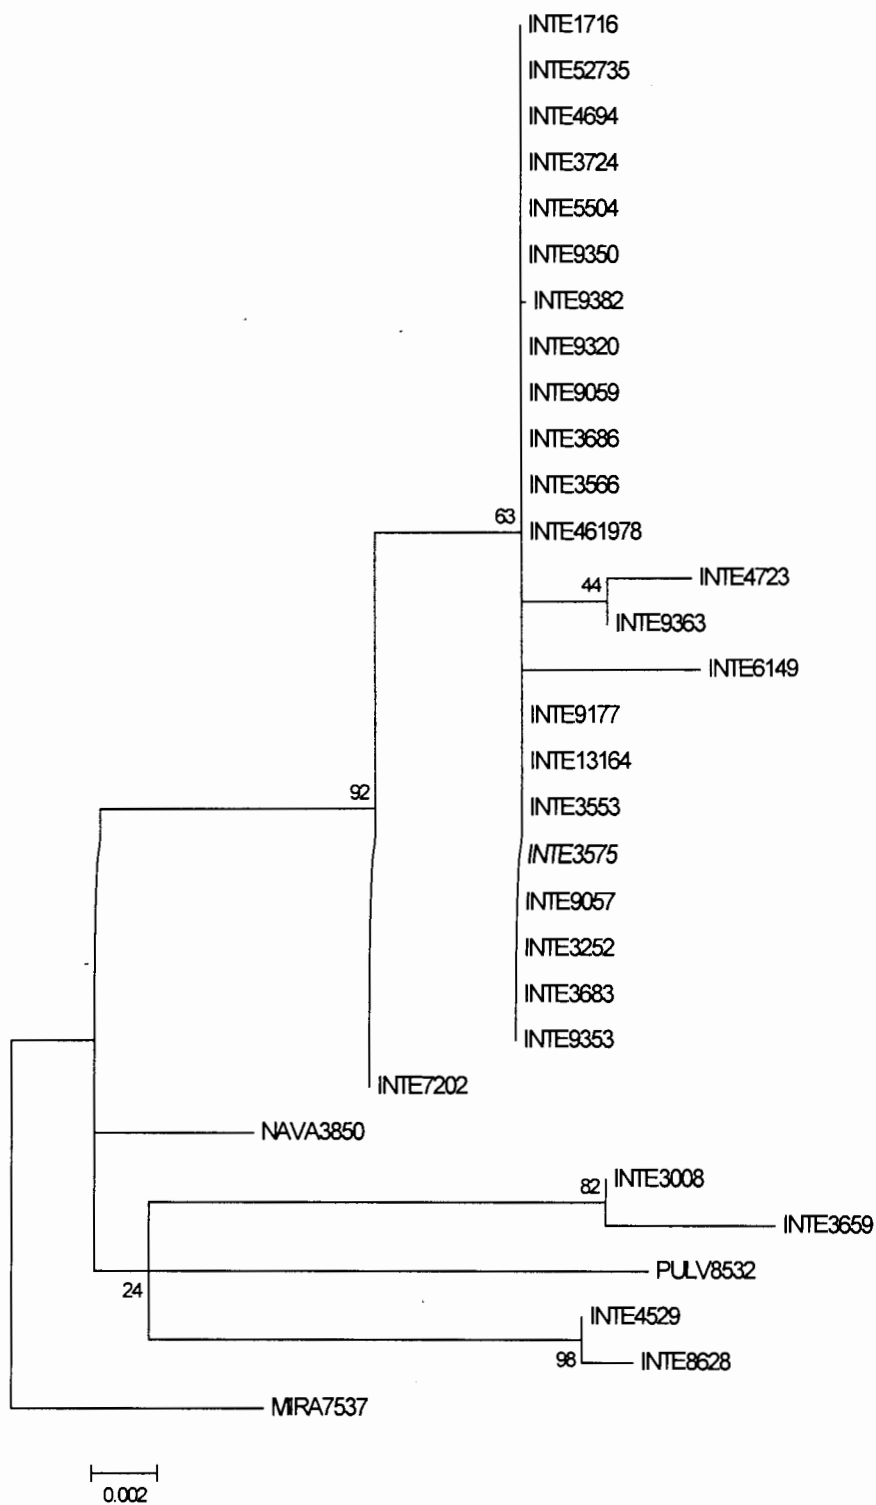 INTE1716
INTE52735
INTE4694
INTE3724
INTE5504
INTE9350
INTE9382
INTE9320
INTE9059
INTE3686
INTE3566
63
INTE461978
44
INTE4723
INTE9363
INTE6149
INTE9177
INTE13164
92
INTE3553
INTE3575
INTE9057
INTE3252
INTE3683
INTE9353
INTE7202
NAVA3850
82
INTE3008
INTE3659
PULV8532
24
INTE4529
98
INTE8628
MIRA7537
0.002